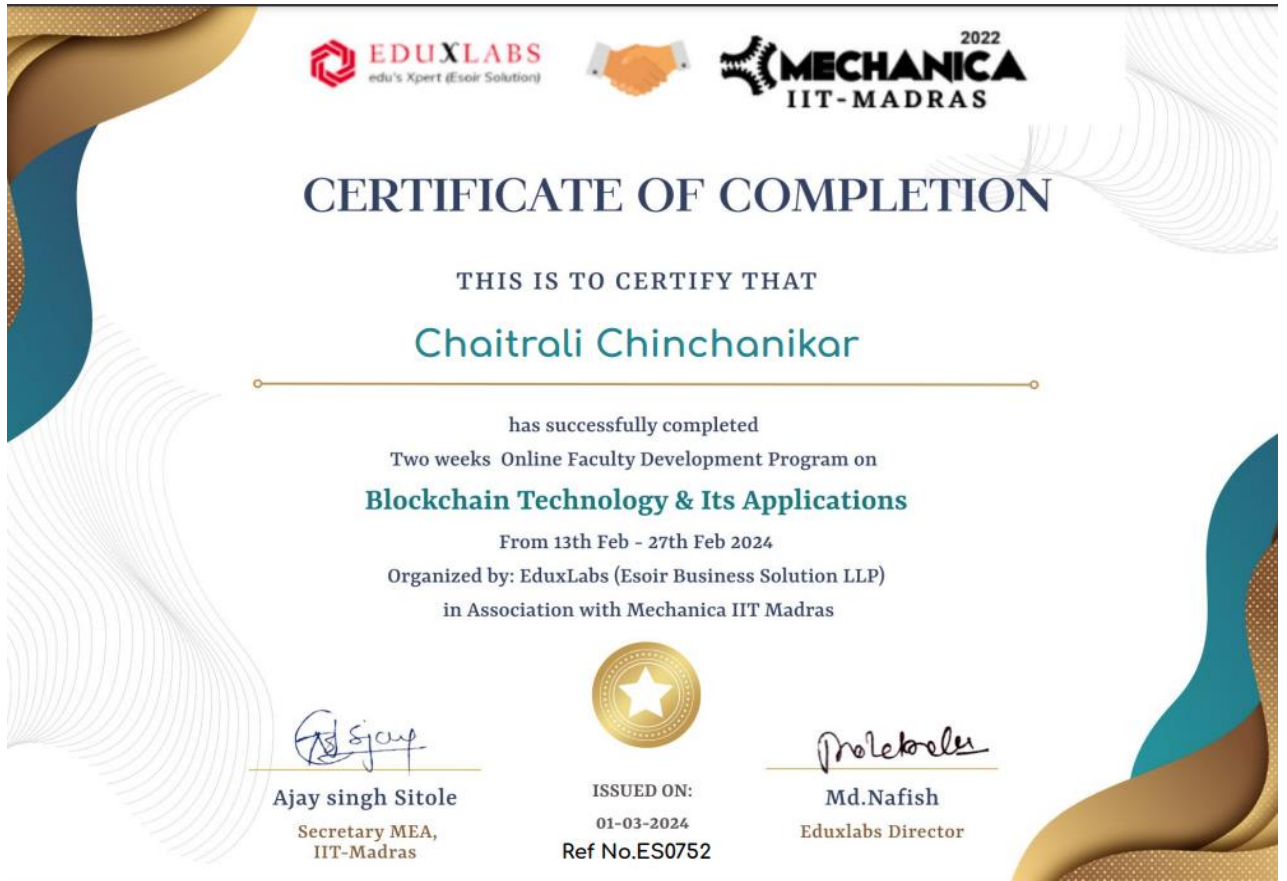 EDUXLABS
edu's Xpert (Esoir Solution)
2022
MECHANICA
IIT-MADRAS
CERTIFICATE OF COMPLETION
THIS IS TO CERTIFY THAT
Chaitrali Chinchanikar
has successfully completed
Two weeks Online Faculty Development Program on
Blockchain Technology & Its Applications
From 13th Feb - 27th Feb 2024
Organized by: EduxLabs (Esoir Business Solution LLP)
in Association with Mechanica IIT Madras
Ajay singh Sitole
Secretary MEA,
IIT-Madras
ISSUED ON:
01-03-2024
Ref No.ES0752
Md.Nafish
Eduxlabs Director